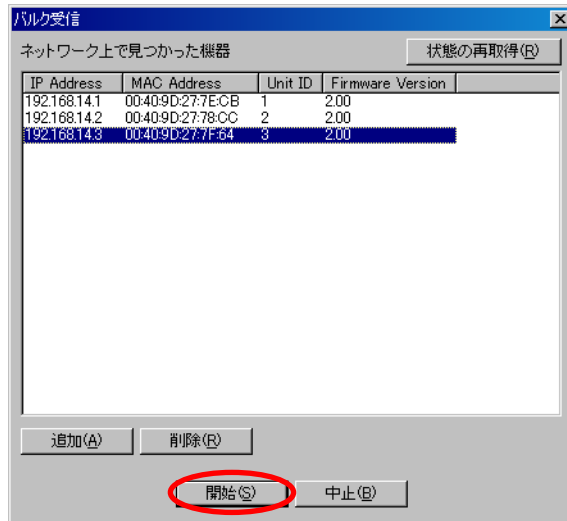 バルク受信
ネットワーク上で見つかった機器 状態の再取得(R)
IP Address MAC Address Unit ID Firmware Version
192.168.14.1 00:40:9D:27:7E:CB 1 2.00
192.168.14.2 00:40:9D:27:78:CC 2 2.00
192.168.14.3 00:40:9D:27:7F:64 3 2.00
追加(A) 削除(R)
開始(S) 中止(B)